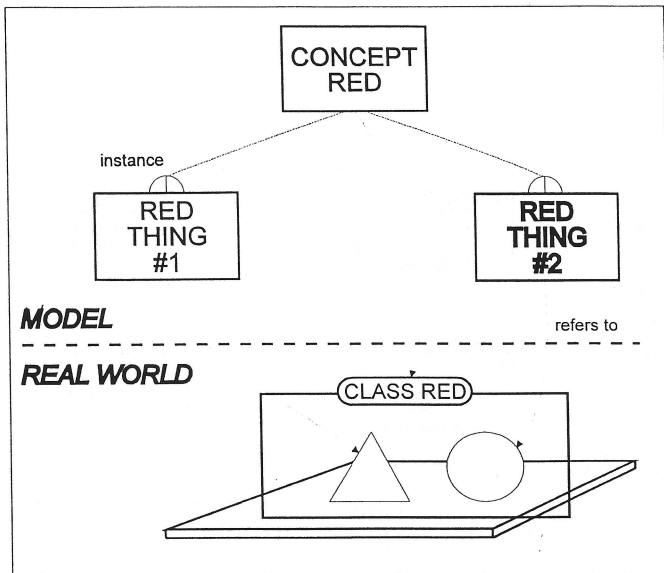 CONCEPT
RED
instance
RED
THING
#1
RED
THING
#2
MODEL
refers to
REAL WORLD
CLASS RED